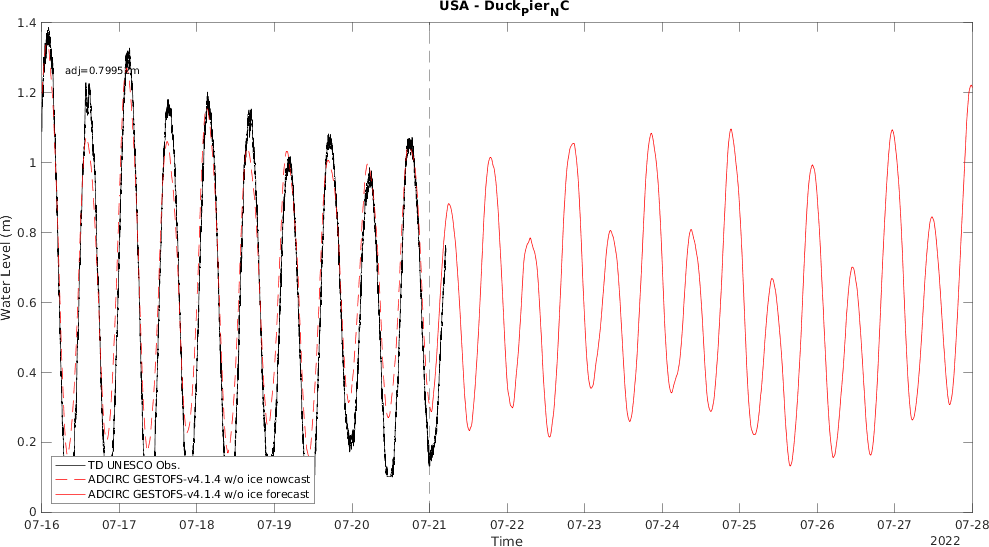 USA - DuckPierNC
1.4
adj=0.79952m
1.2
1
0.8
0.6
0.4
0.2
0
Water Level (m)
TD UNESCO Obs.
ADCIRC GESTOFS-v4.1.4 w/o ice nowcast
ADCIRC GESTOFS-v4.1.4 w/o ice forecast
07-16 07-17 07-18 07-19 07-20 07-21 07-22 07-23 07-24 07-25 07-26 07-27 07-28
Time
2022